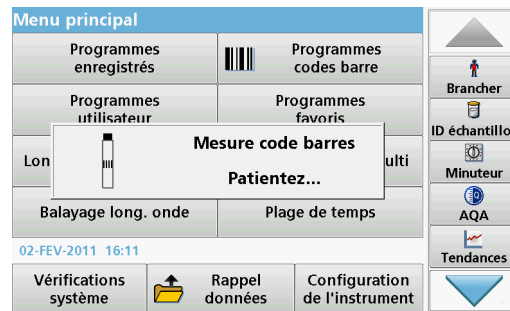 Menu principal
Programmes
enregistrés
Programmes
codes barre
Programmes
utilisateur
Programmes
favoris
Mesure code barres
Patientez...
Lon
ulti
Balayage long. onde
Plage de temps
02-FEV-2011 16:11
Vérifications
système
Rappel
données
Configuration
de l'instrument
Brancher
ID échantillo
Minuteur
AQA
Tendances